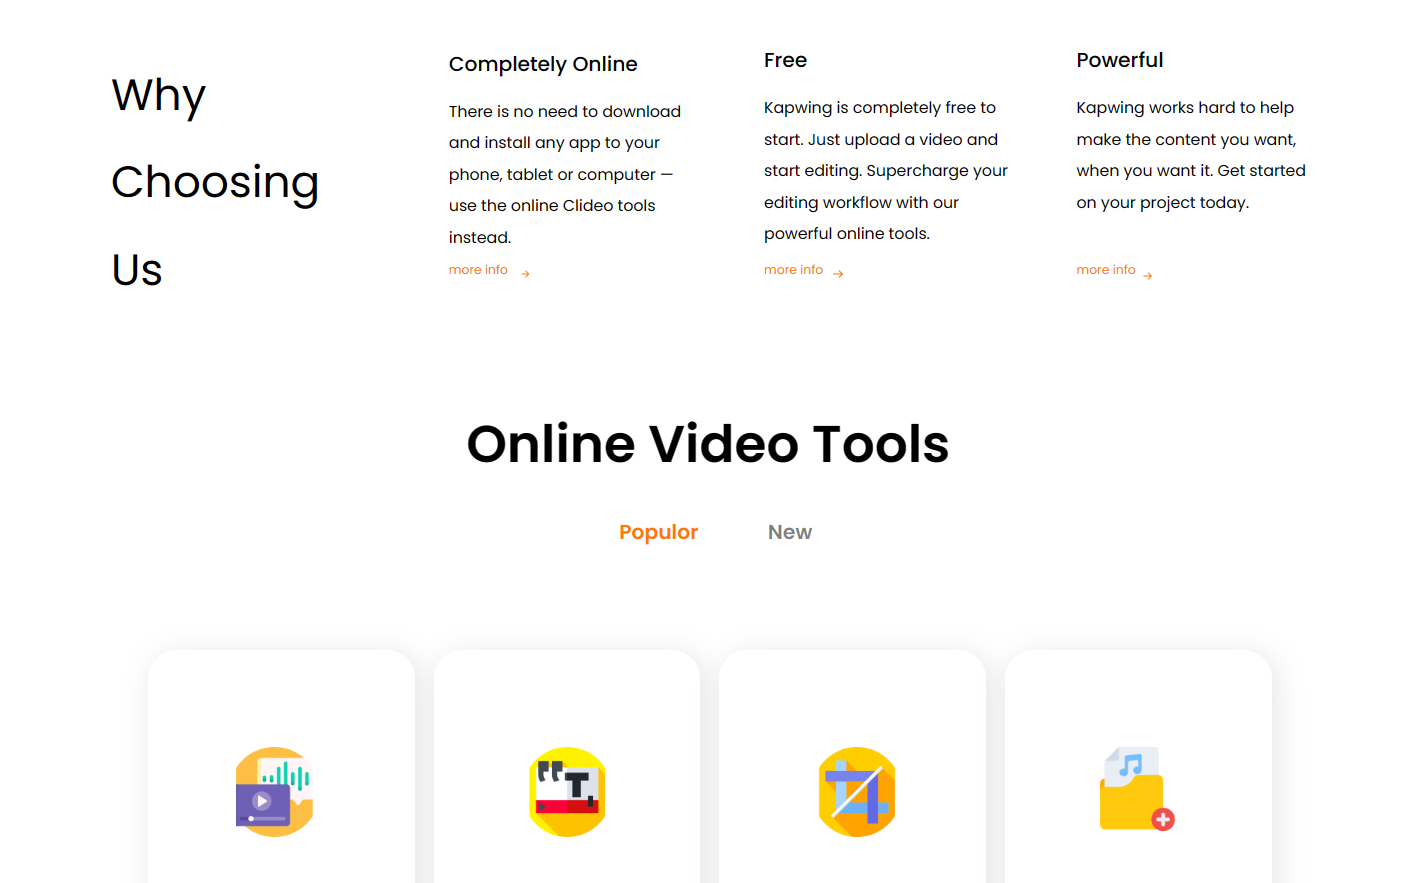 Why
Choosing
Us
Completely Online
There is no need to download
and install any app to your
phone, tablet or computer —
use the online Clideo tools
instead.
more info →
Free
Kapwing is completely free to
start. Just upload a video and
start editing. Supercharge your
editing workflow with our
powerful online tools.
more info →
Powerful
Kapwing works hard to help
make the content you want,
when you want it. Get started
on your project today.
more info →
Online Video Tools
Populor
New
T